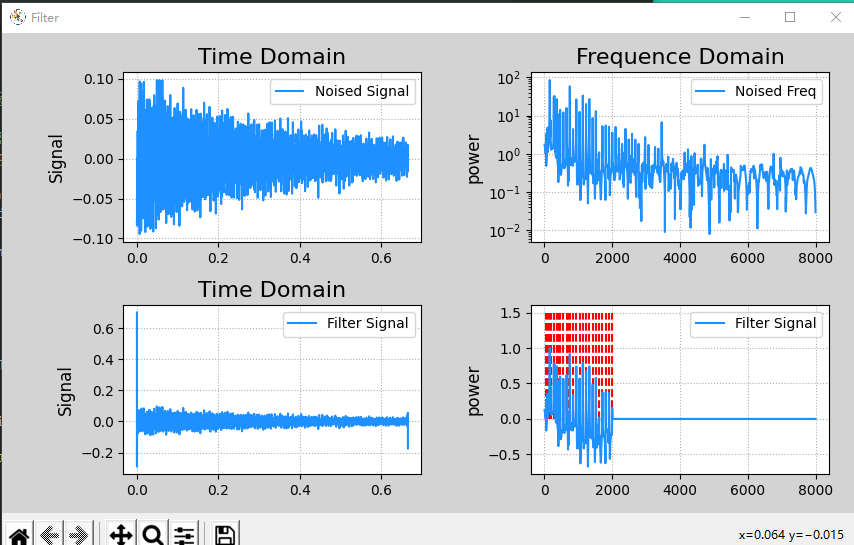 Filter
Time Domain
Frequence Domain
Signal
0.10
0.05
0.00
−0.05
−0.10
Noised Signal
0.0
0.2
0.4
0.6
power
10²
10¹
10⁰
10⁻¹
10⁻²
Noised Freq
0
2000
4000
6000
8000
Time Domain
Signal
0.6
0.4
0.2
0.0
−0.2
Filter Signal
0.0
0.2
0.4
0.6
power
1.5
1.0
0.5
0.0
−0.5
Filter Signal
0
2000
4000
6000
8000
x=0.064 y=−0.015